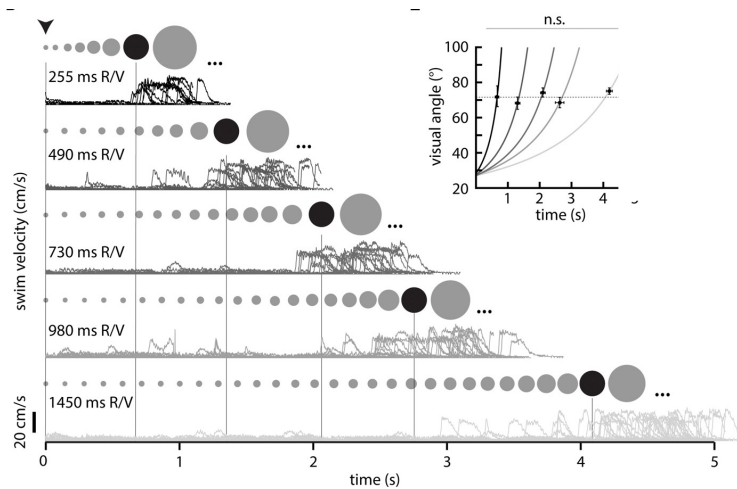 n.s.
255 ms R/V
...
490 ms R/V
...
730 ms R/V
...
980 ms R/V
...
1450 ms R/V
...
swim velocity (cm/s)
20 cm/s
0 1 2 3 4 5
time (s)
visual angle (°)
100
80
60
40
20
1 2 3 4
time (s)